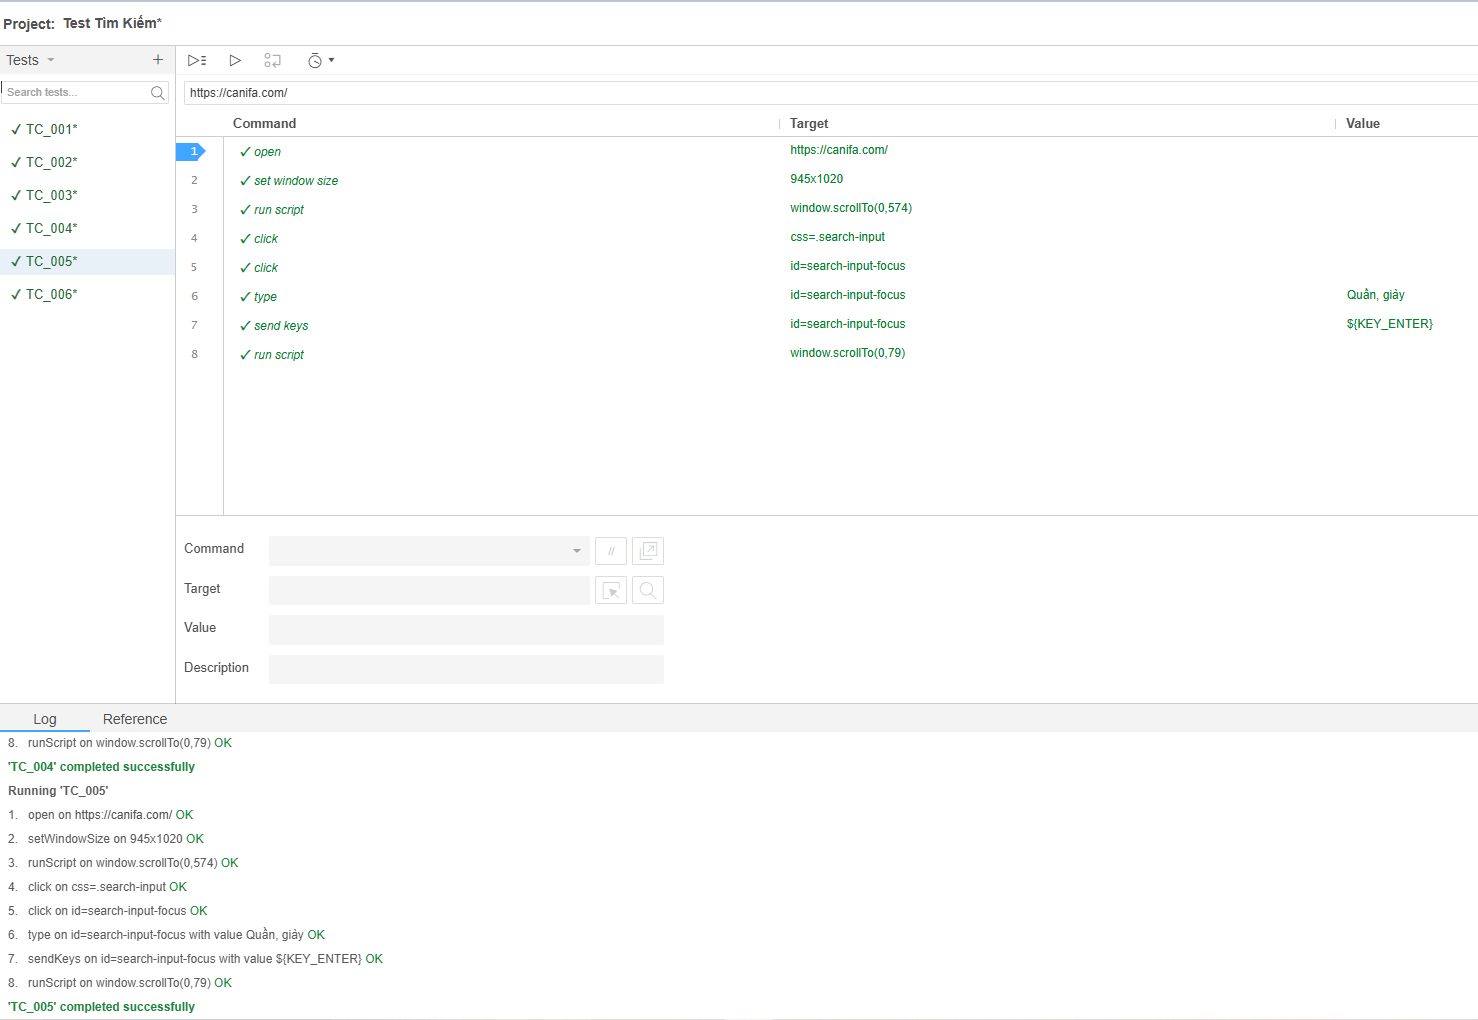 Project: Test Tìm Kiếm*
Tests +
Search tests...
https://canifa.com/
TC_001*
TC_002*
TC_003*
TC_004*
TC_005*
TC_006*
Command Target Value
1 open https://canifa.com/
2 set window size 945x1020
3 run script window.scrollTo(0,574)
4 click css=.search-input
5 click id=search-input-focus
6 type id=search-input-focus Quần, giày
7 send keys id=search-input-focus ${KEY_ENTER}
8 run script window.scrollTo(0,79)
Command //
Target
Value
Description
Log Reference
8. runScript on window.scrollTo(0,79) OK
'TC_004' completed successfully
Running 'TC_005'
1. open on https://canifa.com/ OK
2. setWindowSize on 945x1020 OK
3. runScript on window.scrollTo(0,574) OK
4. click on css=.search-input OK
5. click on id=search-input-focus OK
6. type on id=search-input-focus with value Quần, giày OK
7. sendKeys on id=search-input-focus with value ${KEY_ENTER} OK
8. runScript on window.scrollTo(0,79) OK
'TC_005' completed successfully